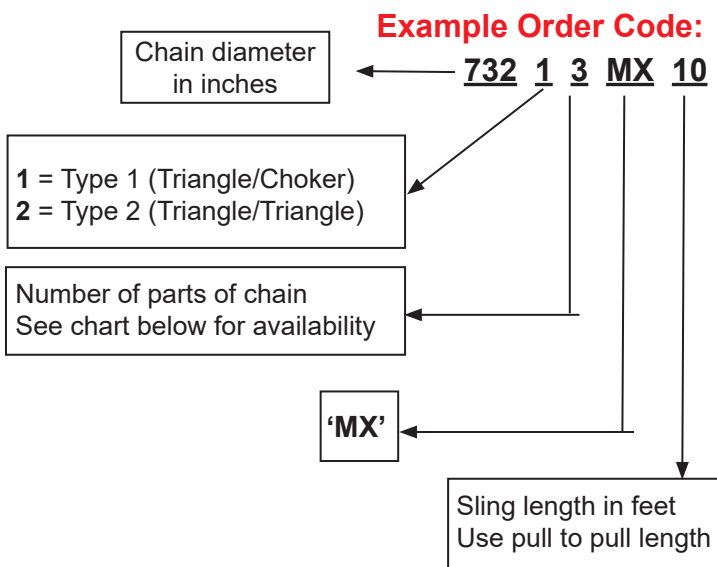 Example Order Code:
732 1 3 MX 10
Chain diameter
in inches
1 = Type 1 (Triangle/Choker)
2 = Type 2 (Triangle/Triangle)
Number of parts of chain
See chart below for availability
‘MX’
Sling length in feet
Use pull to pull length